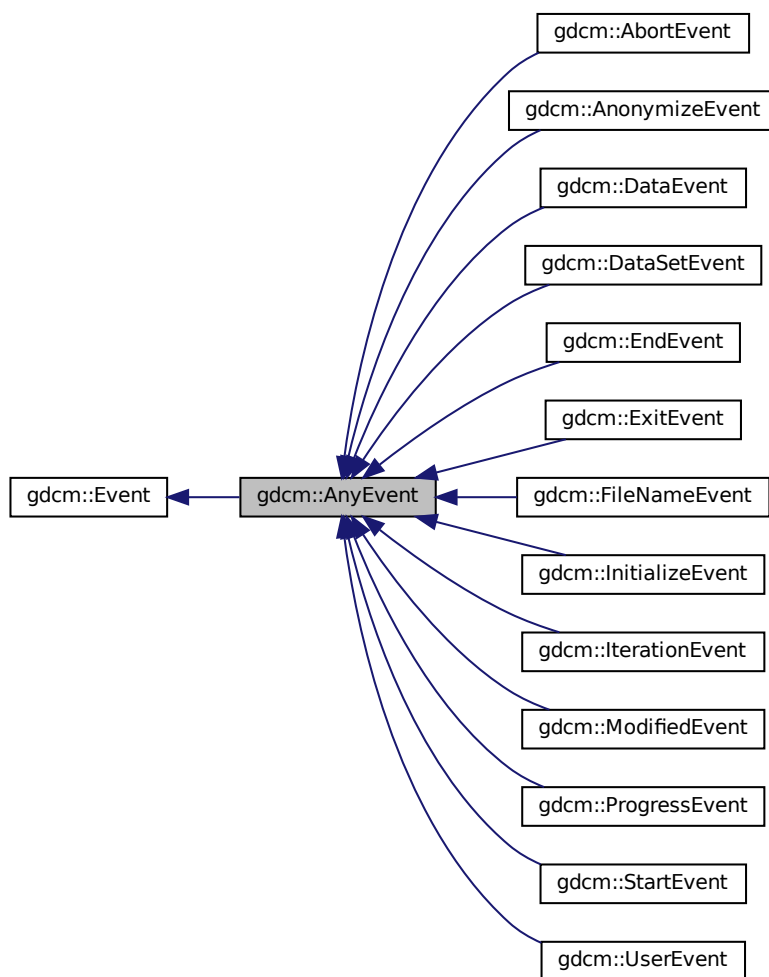 gdcm::AbortEvent
gdcm::AnonymizeEvent
gdcm::DataEvent
gdcm::DataSetEvent
gdcm::EndEvent
gdcm::ExitEvent
gdcm::Event
gdcm::AnyEvent
gdcm::FileNameEvent
gdcm::InitializeEvent
gdcm::IterationEvent
gdcm::ModifiedEvent
gdcm::ProgressEvent
gdcm::StartEvent
gdcm::UserEvent